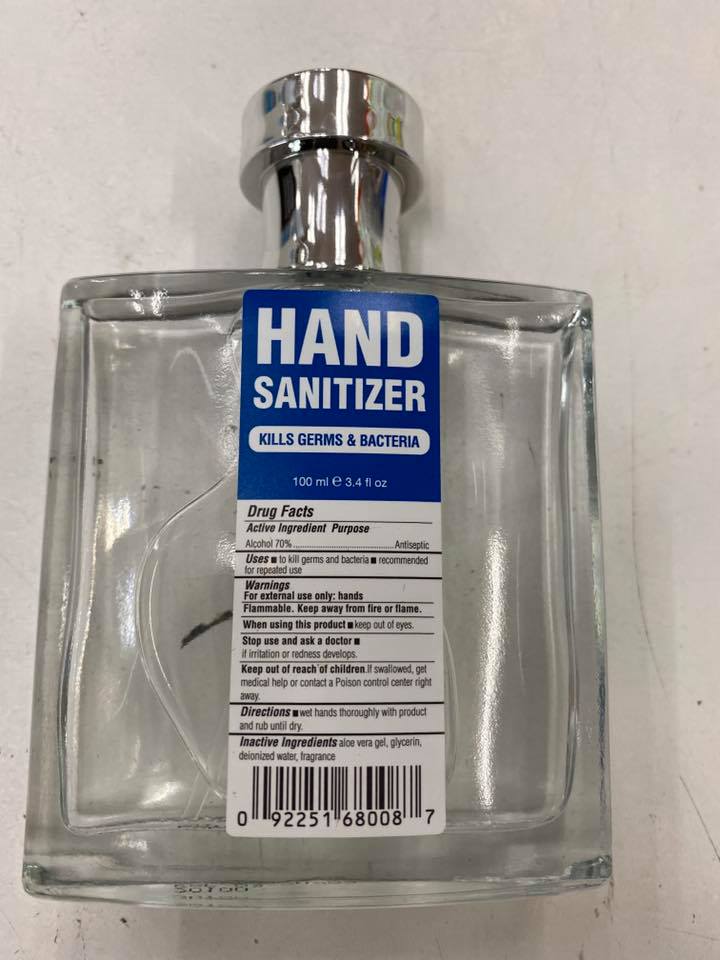 HAND
SANITIZER
KILLS GERMS & BACTERIA
100 ml ℮ 3.4 fl oz
Drug Facts
Active Ingredient Purpose
Alcohol 70%..............................Antiseptic
Uses ■ to kill germs and bacteria ■ recommended
for repeated use
Warnings
For external use only: hands
Flammable. Keep away from fire or flame.
When using this product ■ keep out of eyes.
Stop use and ask a doctor ■
if irritation or redness develops.
Keep out of reach of children.If swallowed, get
medical help or contact a Poison control center right
away.
Directions ■ wet hands thoroughly with product
and rub until dry.
Inactive Ingredients aloe vera gel, glycerin,
deionized water, fragrance
0 92251 68008 7